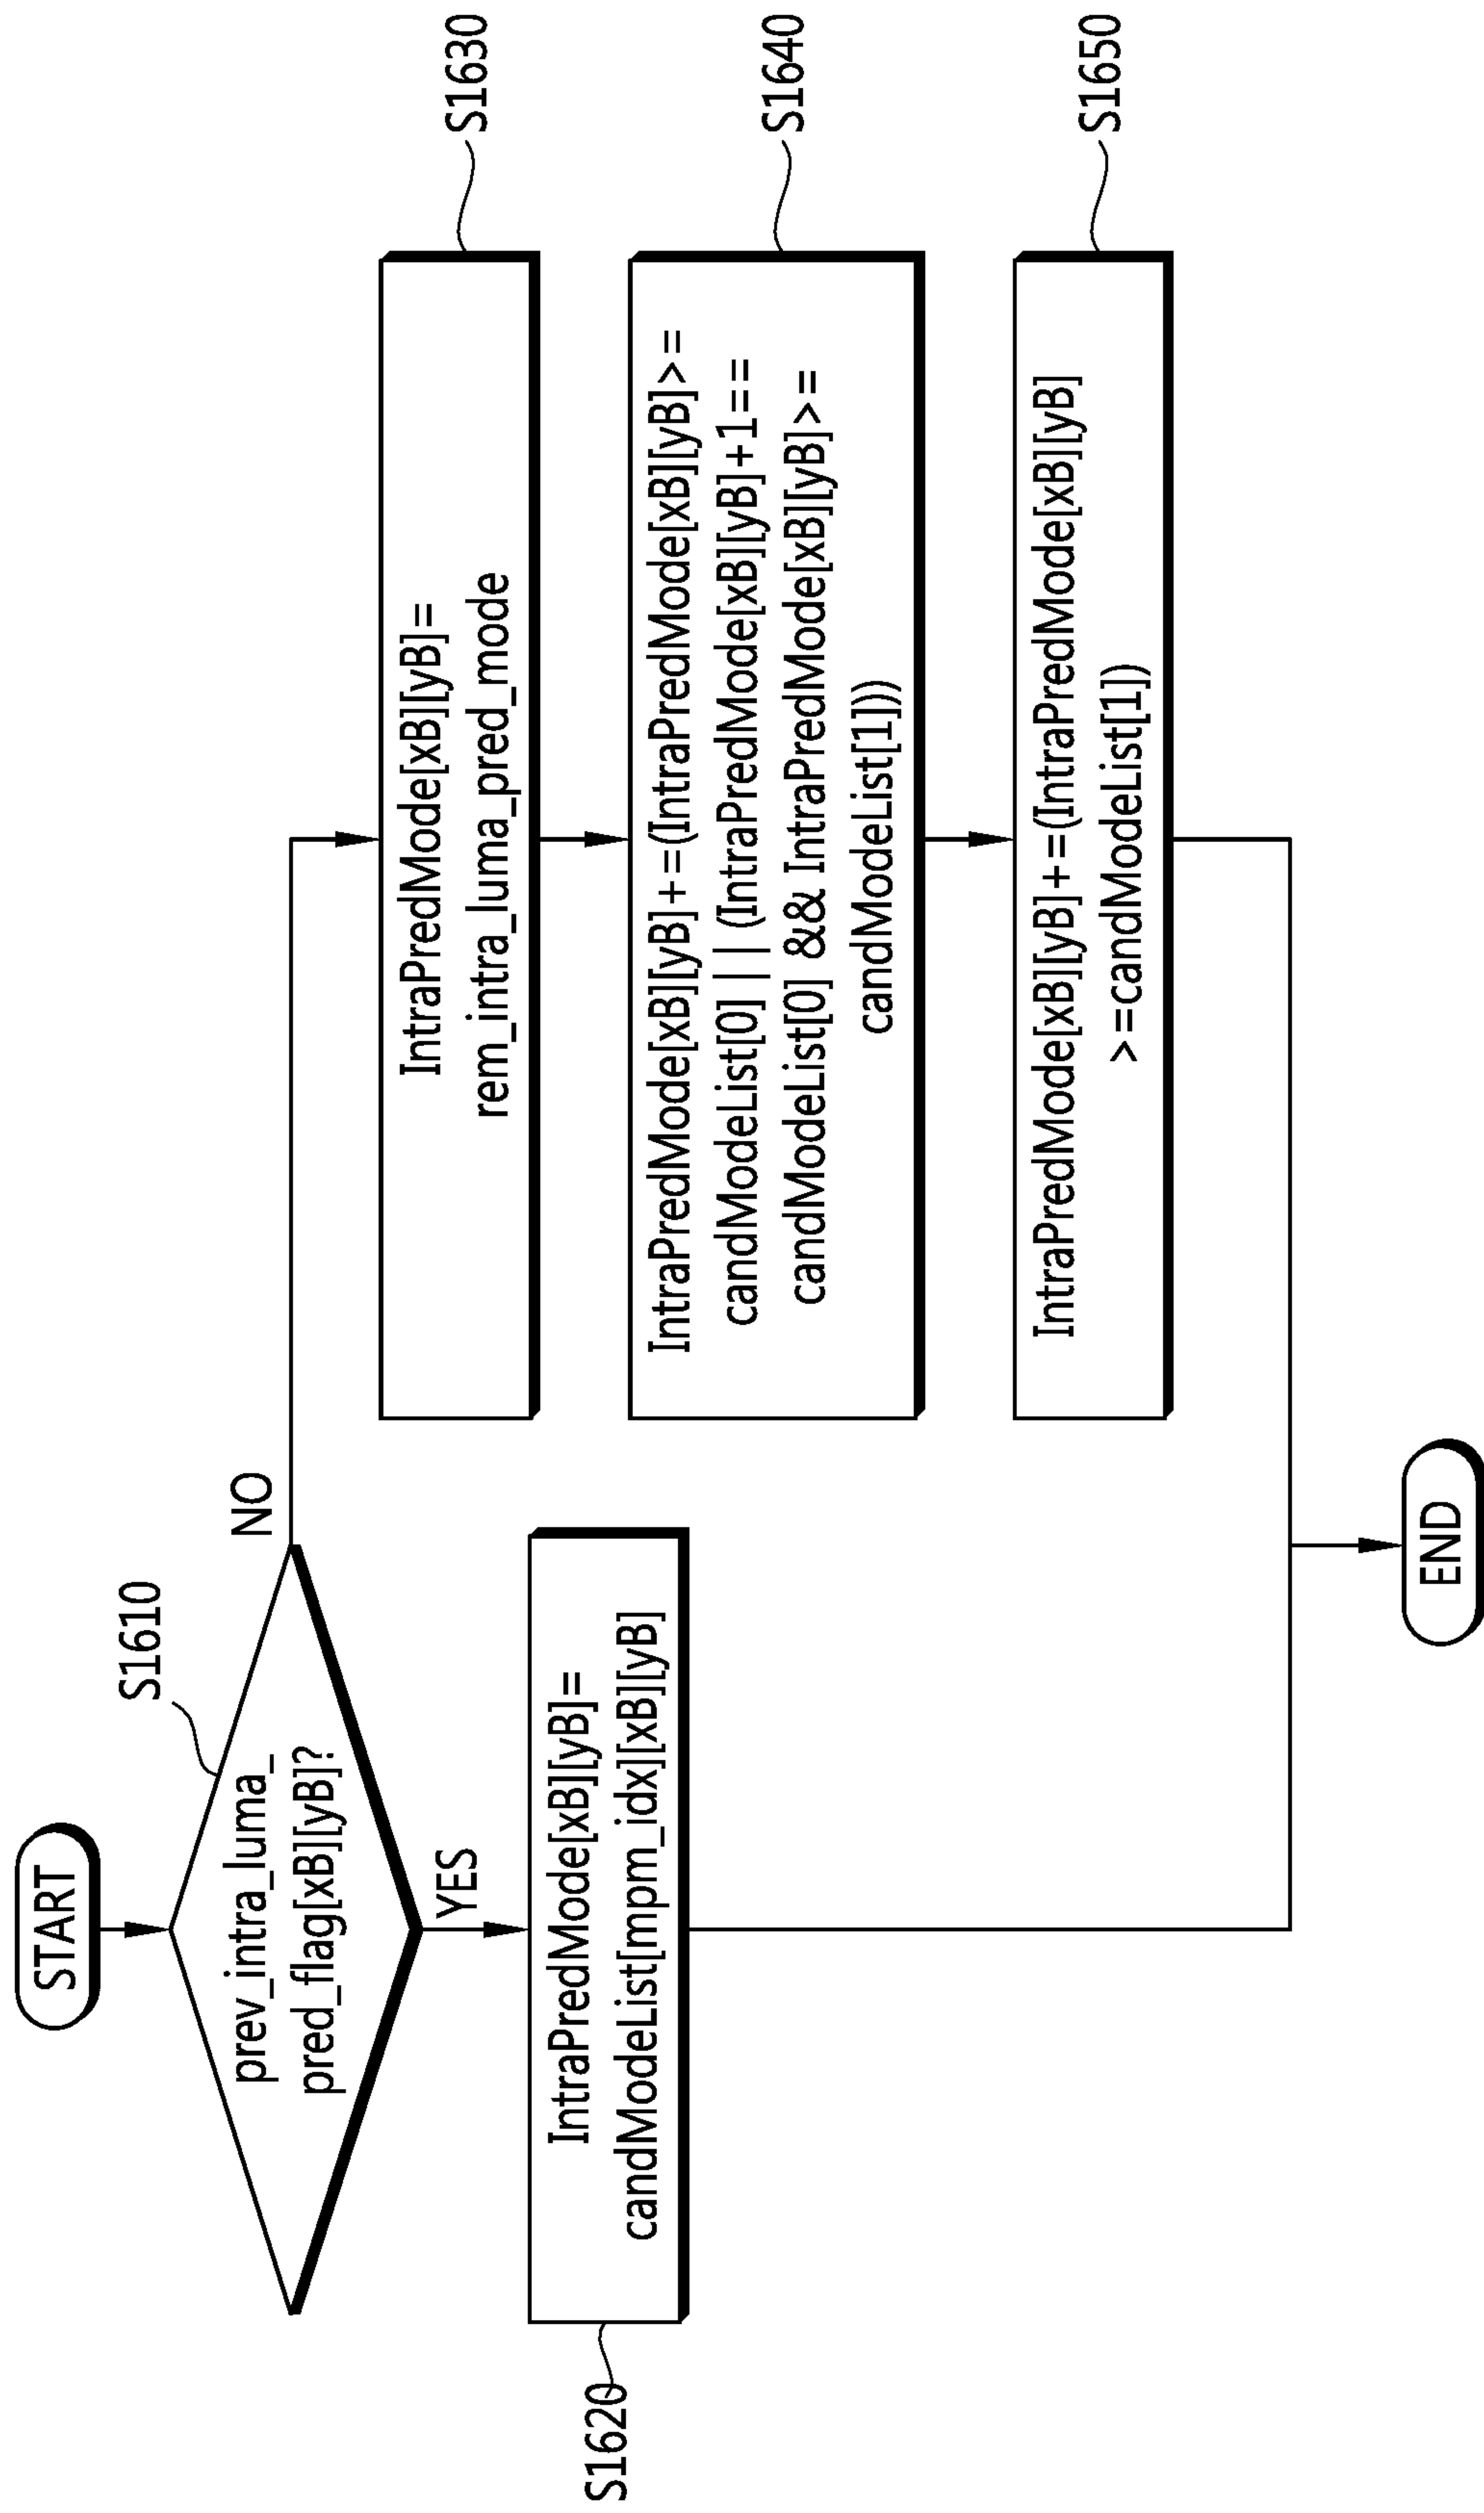 START
S1610
prev_intra_luma_
pred_flag[xB][yB]?
NO
YES
S1620
IntraPredMode[xB][yB]=
candModeList[mpm_idx][xB][yB]
IntraPredMode[xB][yB]=
rem_intra_luma_pred_mode
S1630
IntraPredMode[xB][yB]+=(IntraPredMode[xB][yB]>=
candModeList[0] || (IntraPredMode[xB][yB]+1==
candModeList[0] && IntraPredMode[xB][yB]>=
candModeList[1]))
S1640
IntraPredMode[xB][yB]+=(IntraPredMode[xB][yB]
>=candModeList[1])
S1650
END